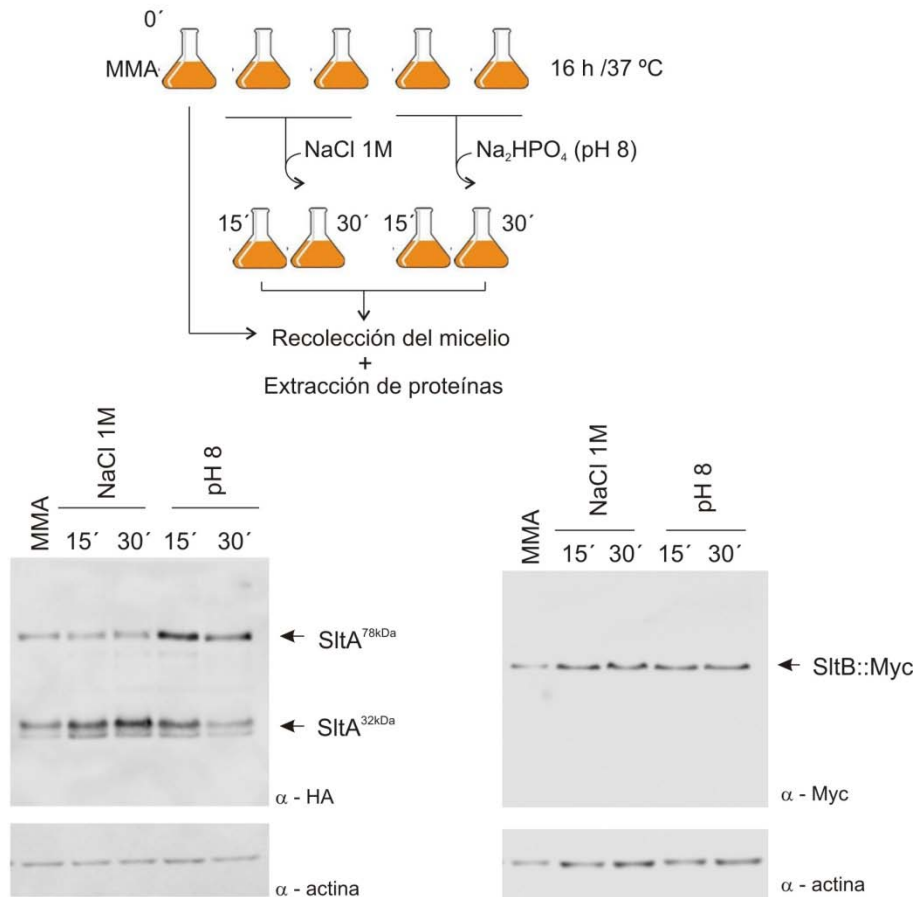 0´
MMA
16 h /37 ºC
NaCl 1M
Na₂HPO₄ (pH 8)
15´ 30´ 15´ 30´
Recolección del micelio
+
Extracción de proteínas
MMA
NaCl 1M
pH 8
15´ 30´ 15´ 30´
SltA78kDa
SltA32kDa
α - HA
α - actina
MMA
NaCl 1M
pH 8
15´ 30´ 15´ 30´
SltB::Myc
α - Myc
α - actina